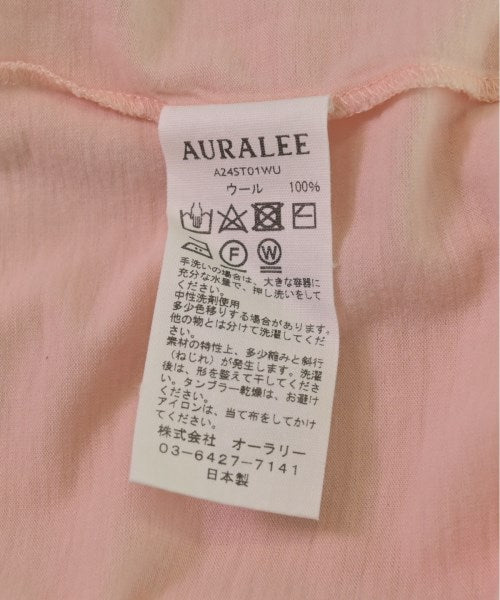 AURALEE
A24ST01WU
ウール 100%
F W
手洗いの場合は、大きな容器に
充分な水量で、押し洗いをして
ください。
中性洗剤使用
多少色移りする場合があります。
他の物とは分けて洗濯してくだ
さい。
素材の特性上、多少縮みと斜行
(ねじれ)が発生します。洗濯
後は、形を整えて干してくださ
い。タンブラー乾燥は、お避け
ください。
アイロンは、当て布をしてかけ
てください。
株式会社 オーラリー
03-6427-7141
日本製